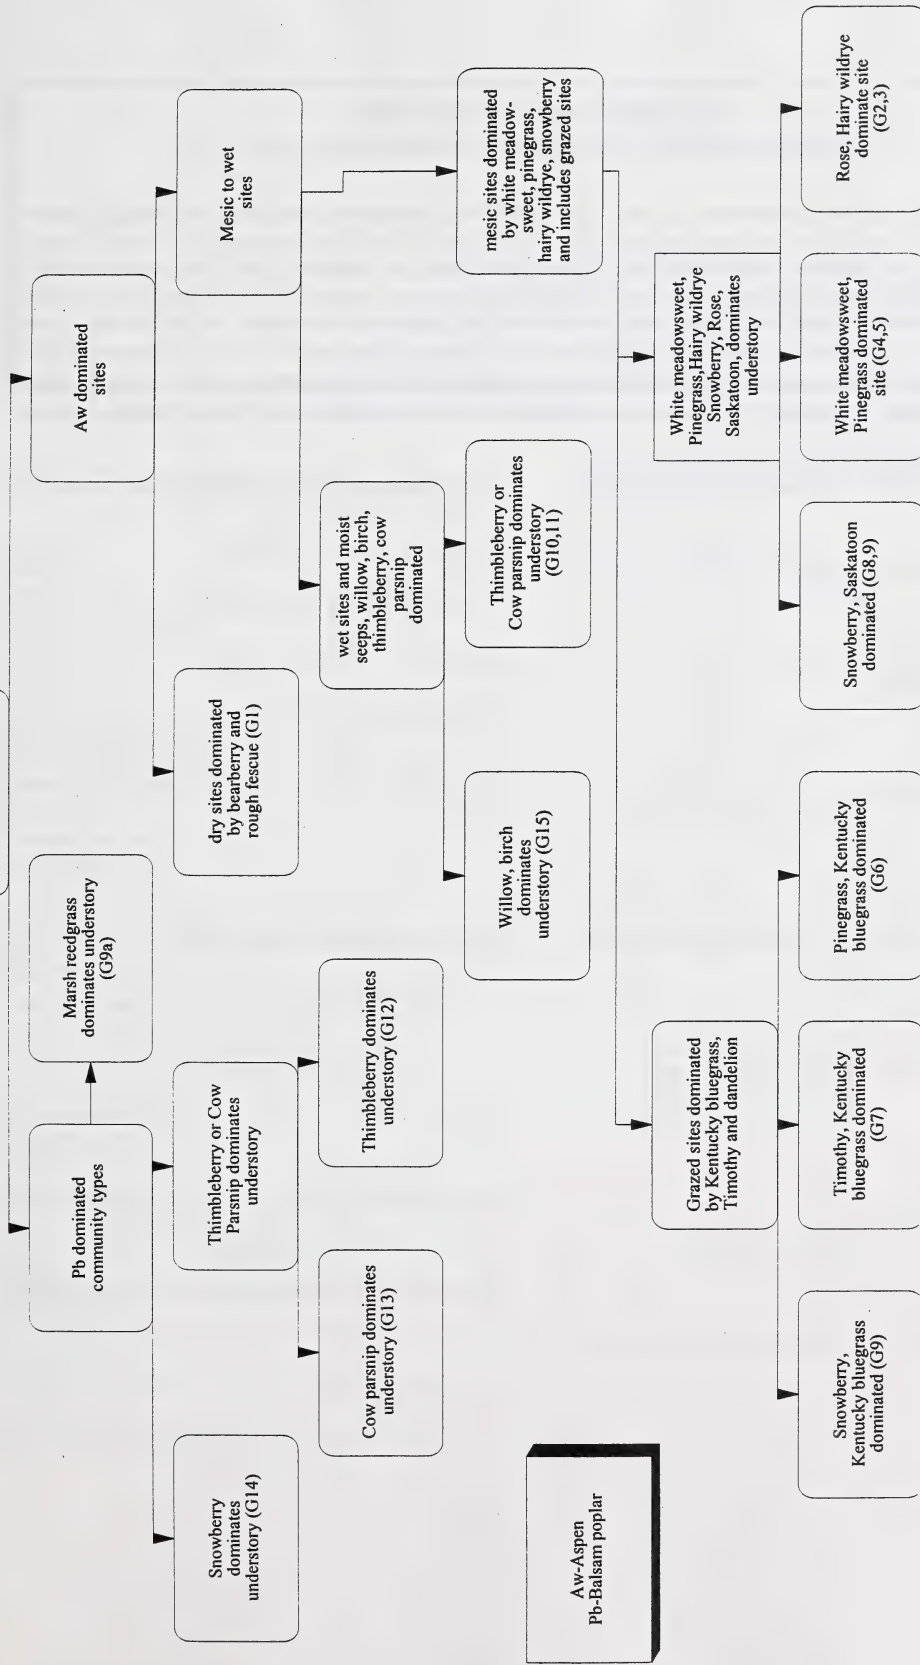 Pb dominated
community types
Marsh reedgrass
dominates understory
(G9a)
Aw dominated
sites
Snowberry
dominates
understory (G14)
Thimbleberry or Cow
Parsnip dominates
understory
dry sites dominated
by bearberry and
rough fescue (G1)
Mesic to wet
sites
Cow parsnip dominates
understory (G13)
Thimbleberry dominates
understory (G12)
wet sites and moist
seeps, willow, birch,
thimbleberry, cow
parsnip
dominated
Willow, birch
dominates
understory (G15)
Thimbleberry or
Cow parsnip dominates
understory
(G10,11)
mesic sites dominated
by white meadow-
sweet, pinegrass,
hairy wildrye, snowberry
and includes grazed sites
Aw-Aspen
Pb-Balsam poplar
Grazed sites dominated
by Kentucky bluegrass,
Timothy and dandelion
White meadowsweet,
Pinegrass,Hairy wildrye
Snowberry, Rose,
Saskatoon, dominates
understory
Snowberry,
Kentucky bluegrass
dominated (G9)
Timothy, Kentucky
bluegrass dominated
(G7)
Pinegrass, Kentucky
bluegrass dominated
(G6)
Snowberry, Saskatoon
dominated (G8,9)
White meadowsweet,
Pinegrass dominated
site (G4,5)
Rose, Hairy wildrye
dominate site
(G2,3)